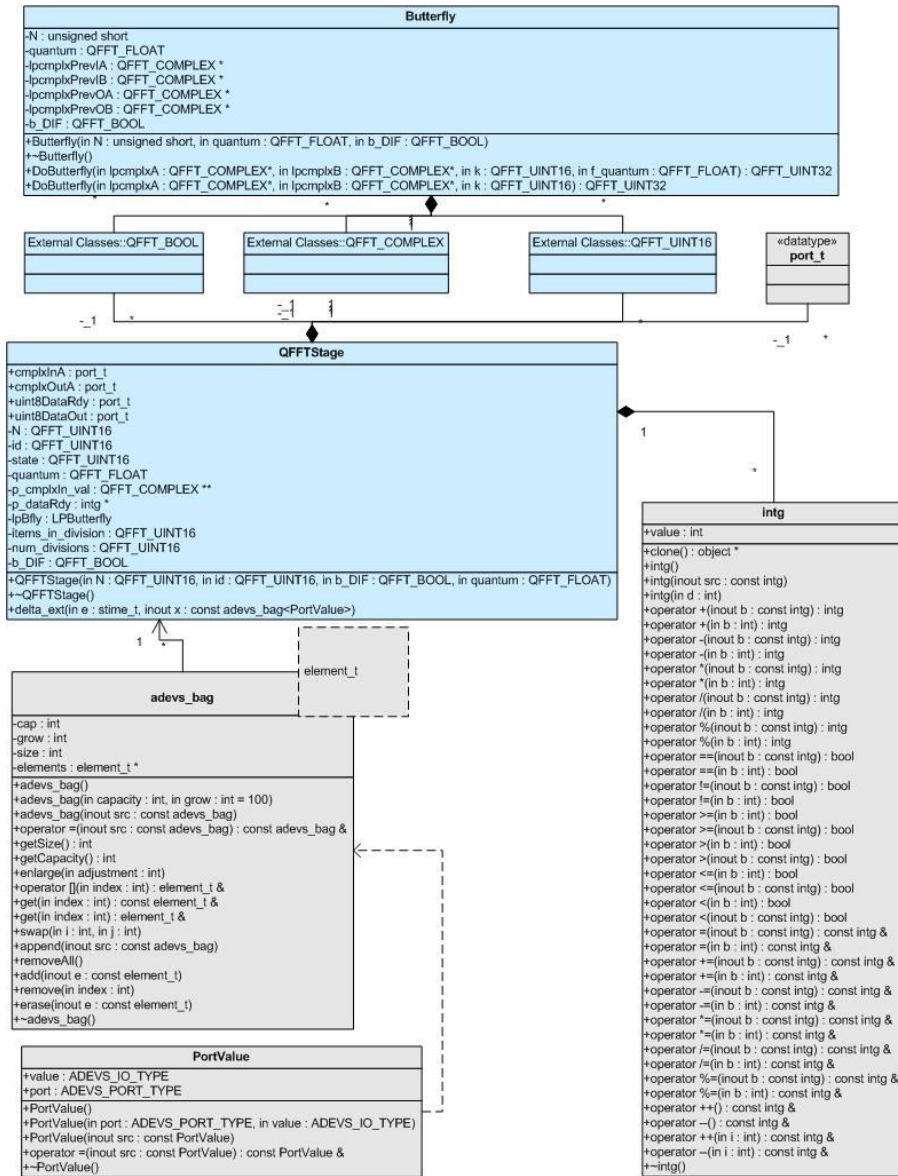 Butterfly
-N : unsigned short
-quantum : QFFT_FLOAT
-lpcmplxPrevIA : QFFT_COMPLEX *
-lpcmplxPrevIB : QFFT_COMPLEX *
-lpcmplxPrevOA : QFFT_COMPLEX *
-lpcmplxPrevOB : QFFT_COMPLEX *
-b_DIF : QFFT_BOOL
+Butterfly(in N : unsigned short, in quantum : QFFT_FLOAT, in b_DIF : QFFT_BOOL)
+~Butterfly()
+DoButterfly(in lpcmplxA : QFFT_COMPLEX*, in lpcmplxB : QFFT_COMPLEX*, in k : QFFT_UINT16, in f_quantum : QFFT_FLOAT) : QFFT_UINT32
+DoButterfly(in lpcmplxA : QFFT_COMPLEX*, in lpcmplxB : QFFT_COMPLEX*, in k : QFFT_UINT16) : QFFT_UINT32
* * *
External Classes::QFFT_BOOL
External Classes::QFFT_COMPLEX
External Classes::QFFT_UINT16
«datatype»
port_t
-_1 *
-_1
-_1
*
-_1 *
QFFTStage
+cmplxInA : port_t
+cmplxOutA : port_t
+uint8DataRdy : port_t
+uint8DataOut : port_t
-N : QFFT_UINT16
-id : QFFT_UINT16
-state : QFFT_UINT16
-quantum : QFFT_FLOAT
-p_cmplxIn_val : QFFT_COMPLEX **
-p_dataRdy : intg *
-lpBfly : LPButterfly
-items_in_division : QFFT_UINT16
-num_divisions : QFFT_UINT16
-b_DIF : QFFT_BOOL
+QFFTStage(in N : QFFT_UINT16, in id : QFFT_UINT16, in b_DIF : QFFT_BOOL, in quantum : QFFT_FLOAT)
+~QFFTStage()
+delta_ext(in e : stime_t, inout x : const adevs_bag<PortValue>)
1
*
1 *
element_t
adevs_bag
-cap : int
-grow : int
-size : int
-elements : element_t *
+adevs_bag()
+adevs_bag(in capacity : int, in grow : int = 100)
+adevs_bag(inout src : const adevs_bag)
+operator =(inout src : const adevs_bag) : const adevs_bag &
+getSize() : int
+getCapacity() : int
+enlarge(in adjustment : int)
+operator [](in index : int) : element_t &
+get(in index : int) : const element_t &
+get(in index : int) : element_t &
+swap(in i : int, in j : int)
+append(inout src : const adevs_bag)
+removeAll()
+add(inout e : const element_t)
+remove(in index : int)
+erase(inout e : const element_t)
+~adevs_bag()
PortValue
+value : ADEVS_IO_TYPE
+port : ADEVS_PORT_TYPE
+PortValue()
+PortValue(in port : ADEVS_PORT_TYPE, in value : ADEVS_IO_TYPE)
+PortValue(inout src : const PortValue)
+operator =(inout src : const PortValue) : const PortValue &
+~PortValue()
intg
+value : int
+clone() : object *
+intg()
+intg(inout src : const intg)
+intg(in d : int)
+operator +(inout b : const intg) : intg
+operator +(in b : int) : intg
+operator -(inout b : const intg) : intg
+operator -(in b : int) : intg
+operator *(inout b : const intg) : intg
+operator *(in b : int) : intg
+operator /(inout b : const intg) : intg
+operator /(in b : int) : intg
+operator %(inout b : const intg) : intg
+operator %(in b : int) : intg
+operator ==(inout b : const intg) : bool
+operator ==(in b : int) : bool
+operator !=(inout b : const intg) : bool
+operator !=(in b : int) : bool
+operator >=(in b : int) : bool
+operator >=(inout b : const intg) : bool
+operator >(in b : int) : bool
+operator >(inout b : const intg) : bool
+operator <=(in b : int) : bool
+operator <=(inout b : const intg) : bool
+operator <(in b : int) : bool
+operator <(inout b : const intg) : bool
+operator =(inout b : const intg) : const intg &
+operator =(in b : int) : const intg &
+operator +=(inout b : const intg) : const intg &
+operator +=(in b : int) : const intg &
+operator -=(inout b : const intg) : const intg &
+operator -=(in b : int) : const intg &
+operator *=(inout b : const intg) : const intg &
+operator *=(in b : int) : const intg &
+operator /=(inout b : const intg) : const intg &
+operator /=(in b : int) : const intg &
+operator %=(inout b : const intg) : const intg &
+operator %=(in b : int) : const intg &
+operator ++() : const intg &
+operator --() : const intg &
+operator ++(in i : int) : const intg &
+operator --(in i : int) : const intg &
+~intg()